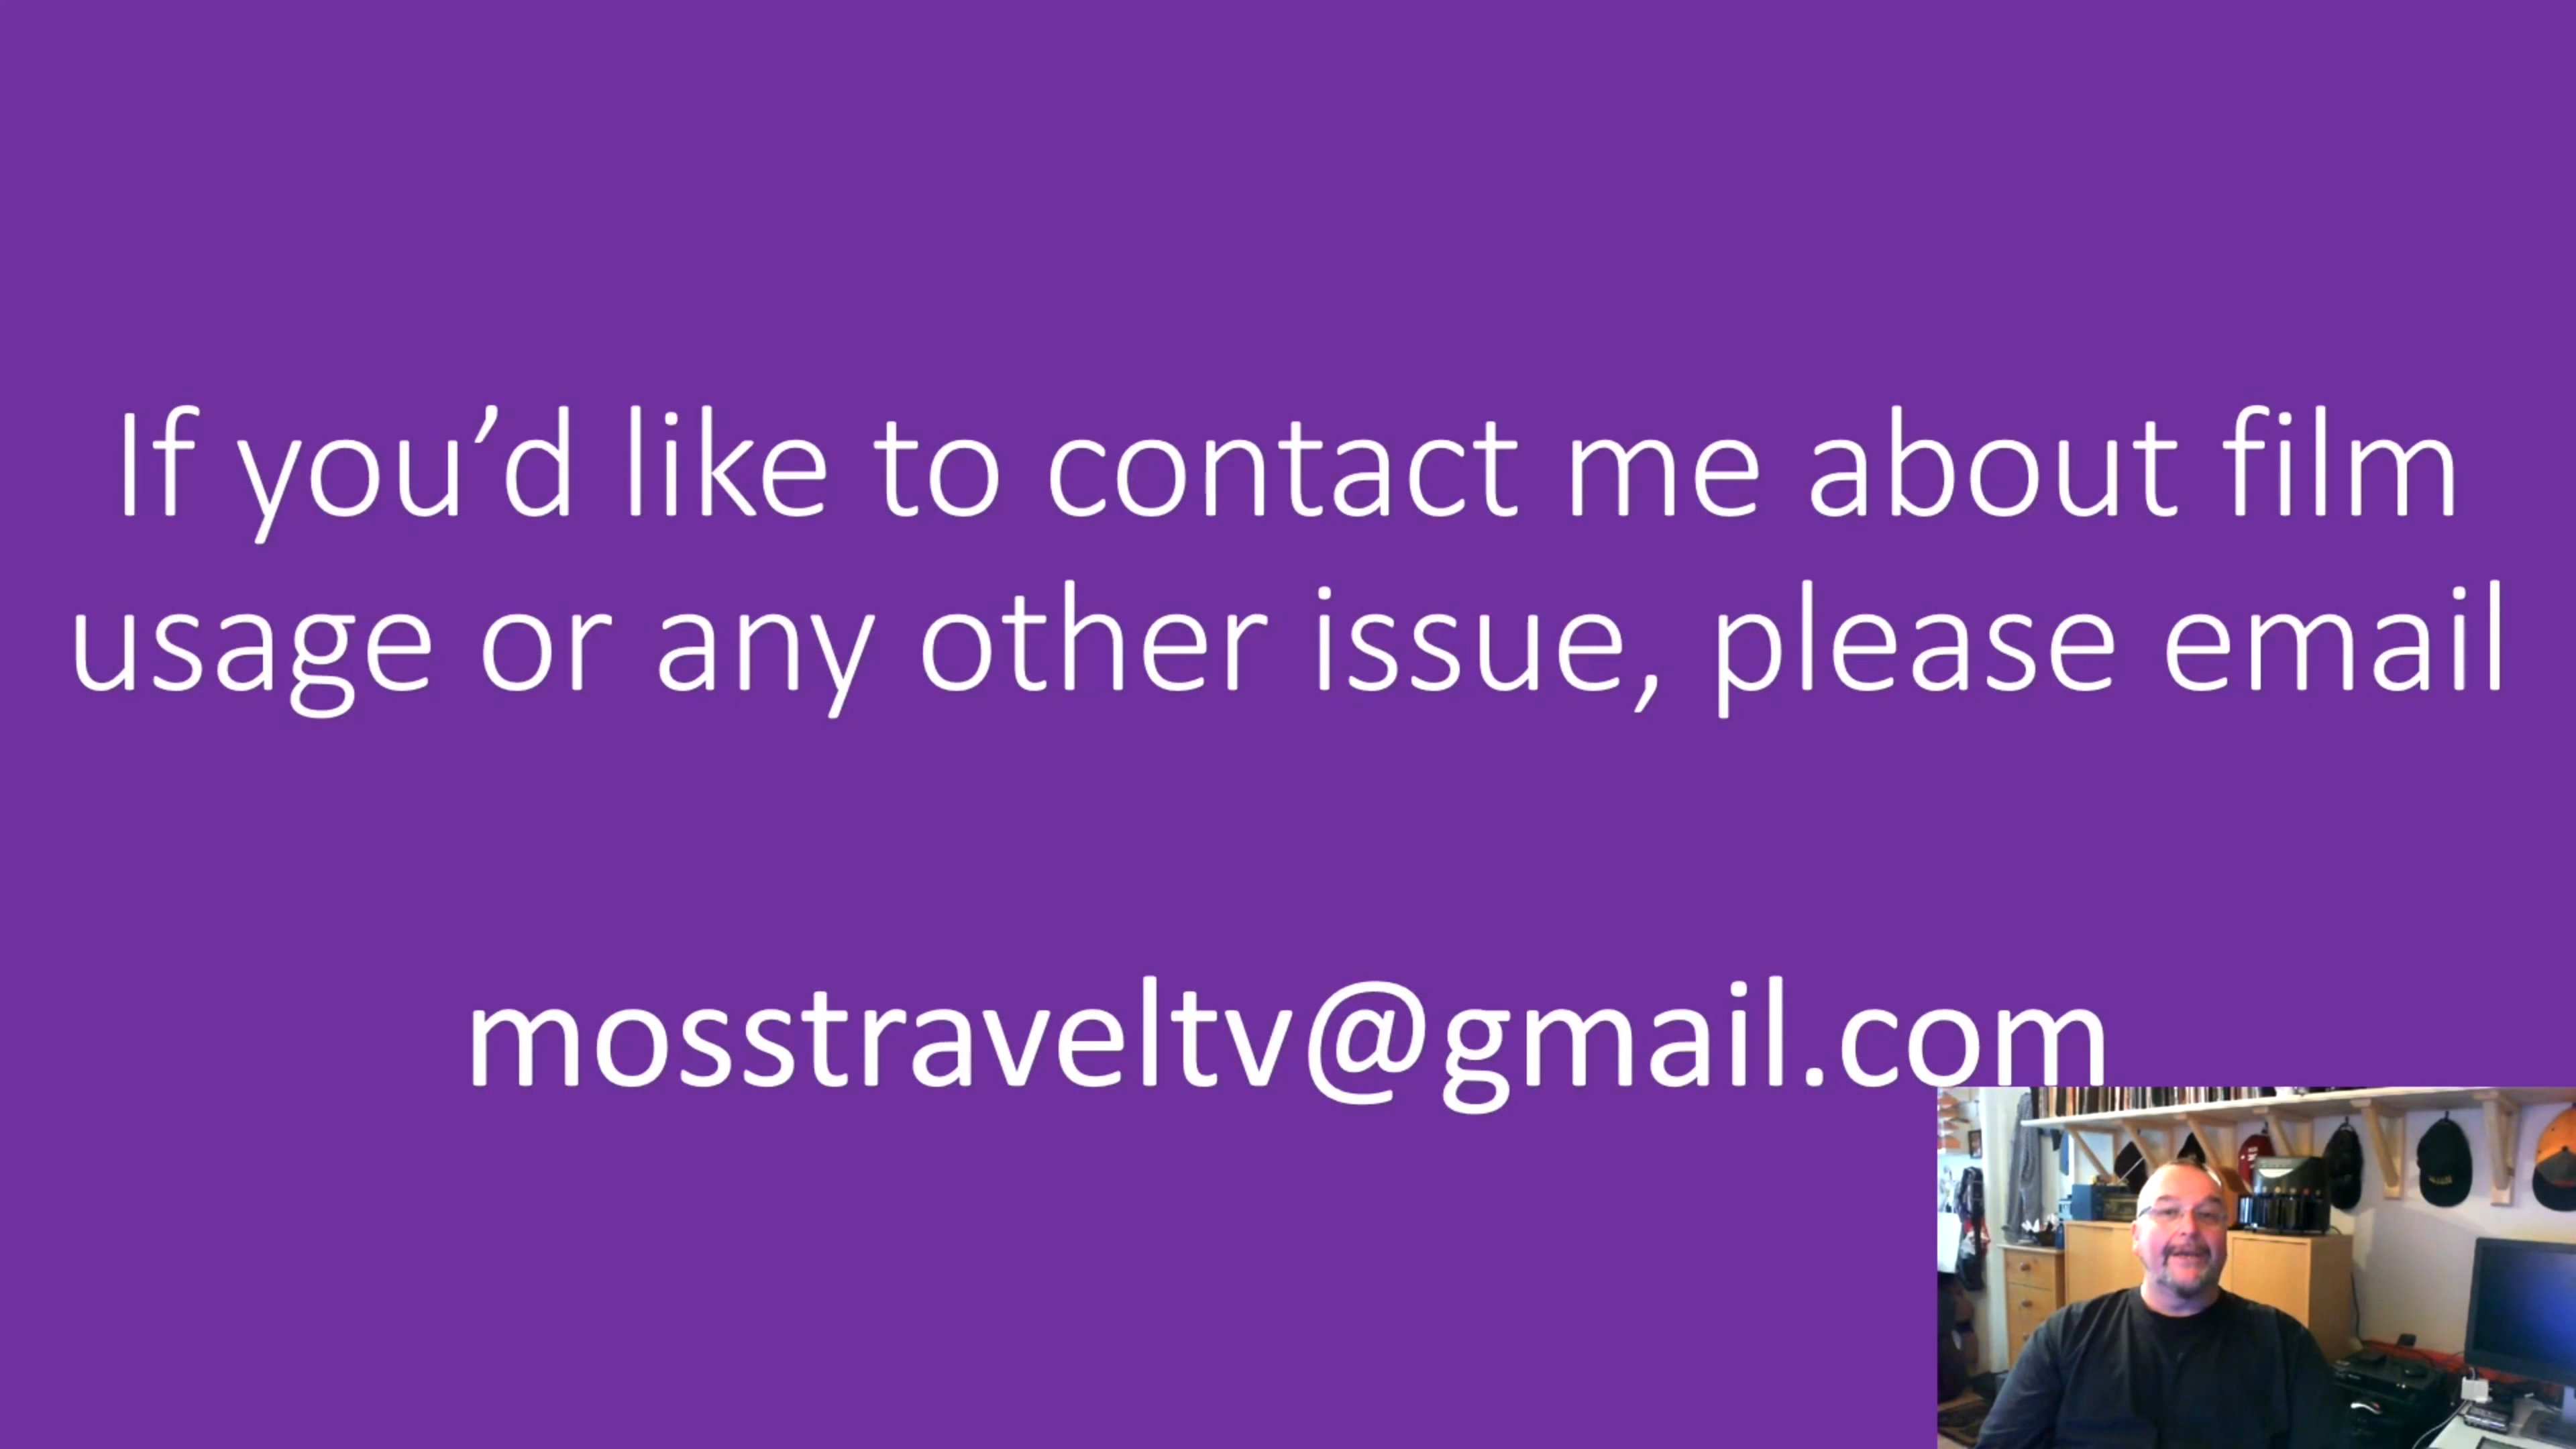 If you’d like to contact me about film
usage or any other issue, please email
mosstraveltv@gmail.com